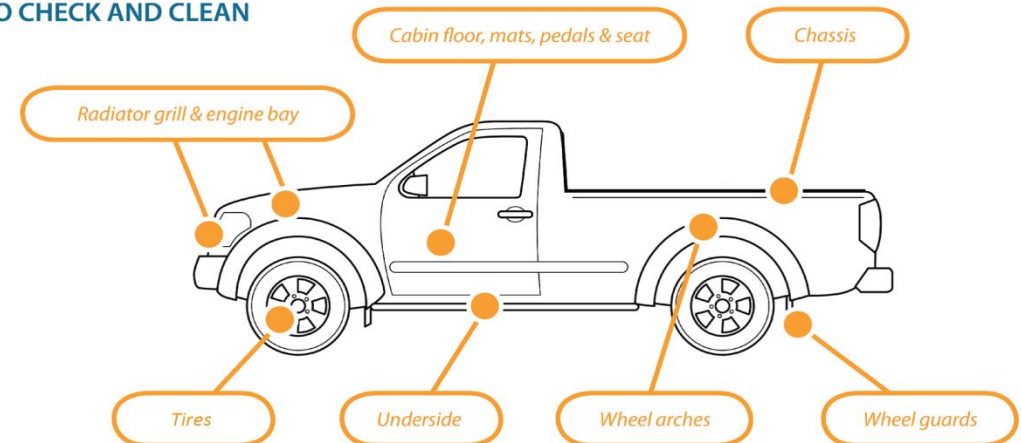 O CHECK AND CLEAN
Cabin floor, mats, pedals & seat
Chassis
Radiator grill & engine bay
Tires
Underside
Wheel arches
Wheel guards